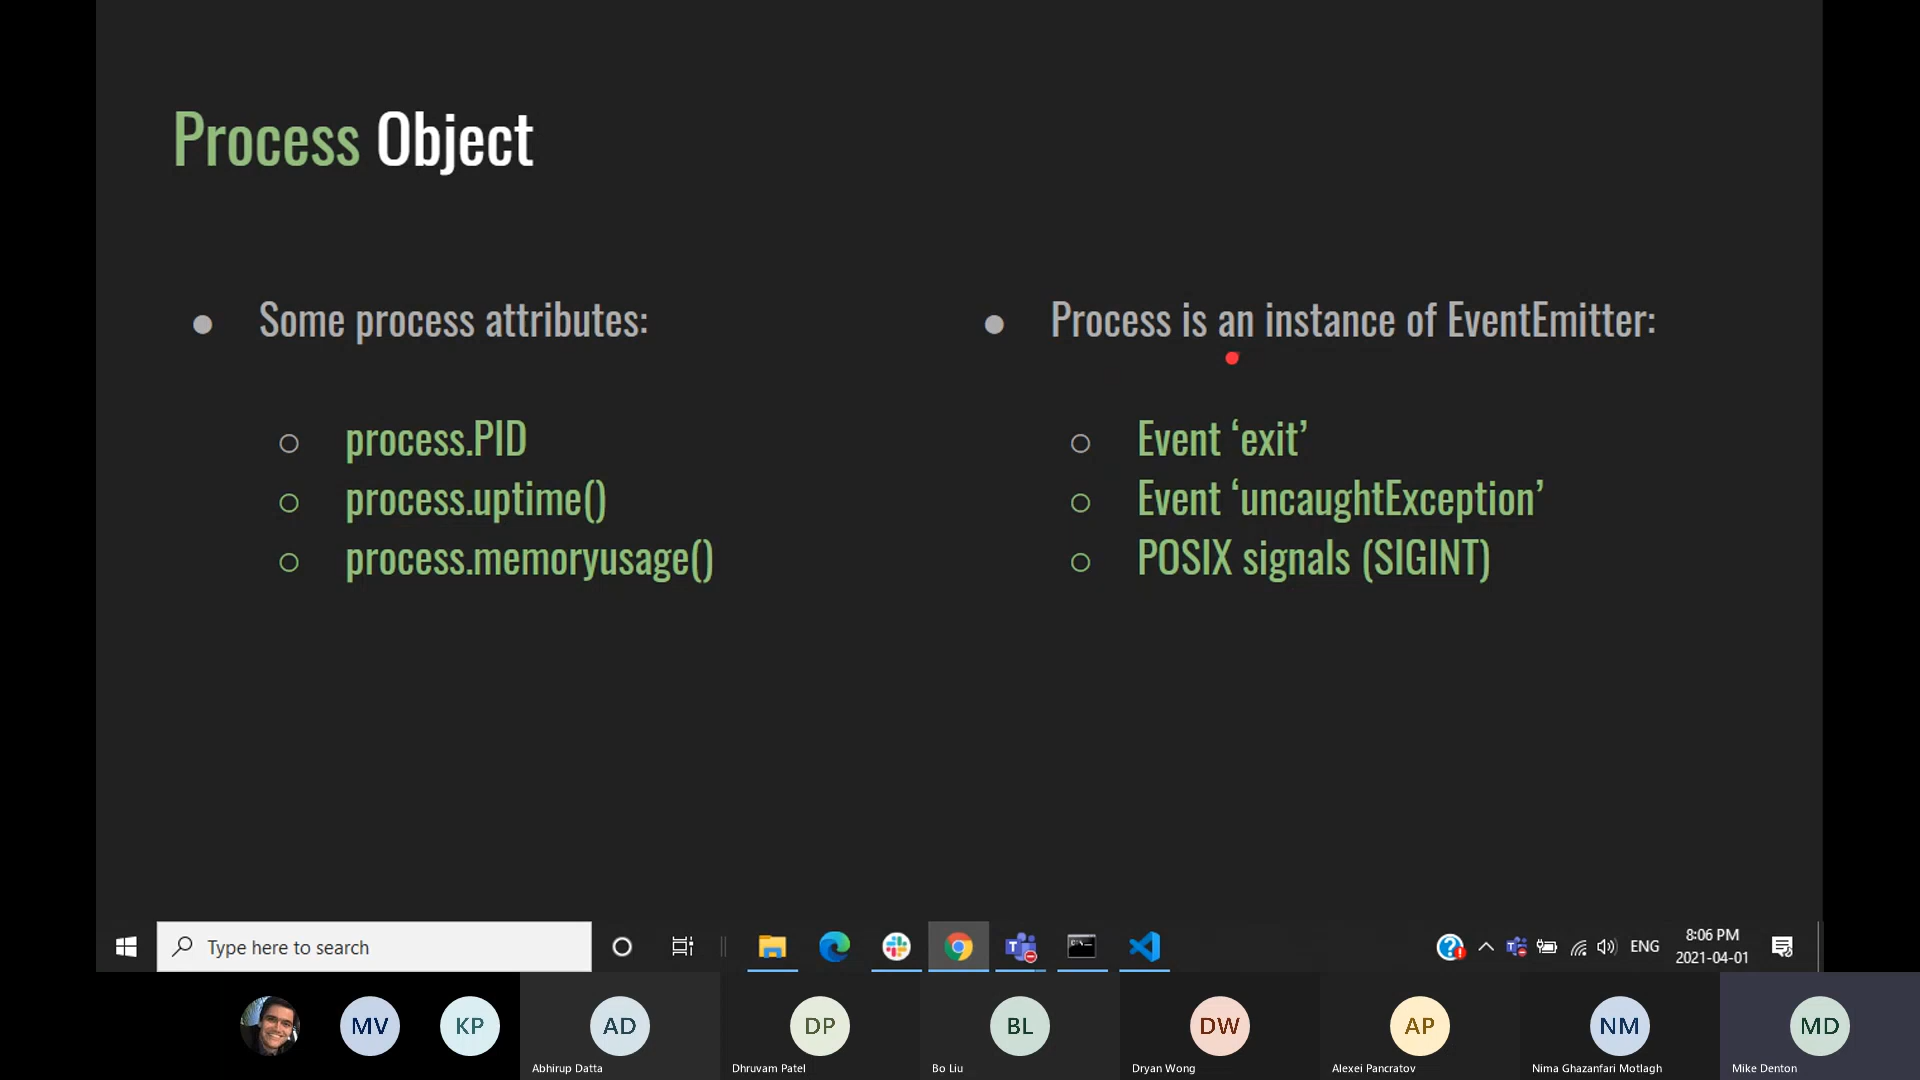 Process Object
Some process attributes:
process.PID
process.uptime()
process.memoryusage()
Process is an instance of EventEmitter:
Event ‘exit’
Event ‘uncaughtException’
POSIX signals (SIGINT)
Type here to search
ENG
8:06 PM
2021-04-01
MV
KP
AD
DP
BL
DW
AP
NM
MD
Abhirup Datta
Dhruvam Patel
Bo Liu
Dryan Wong
Alexei Pancratov
Nima Ghazanfari Motlagh
Mike Denton